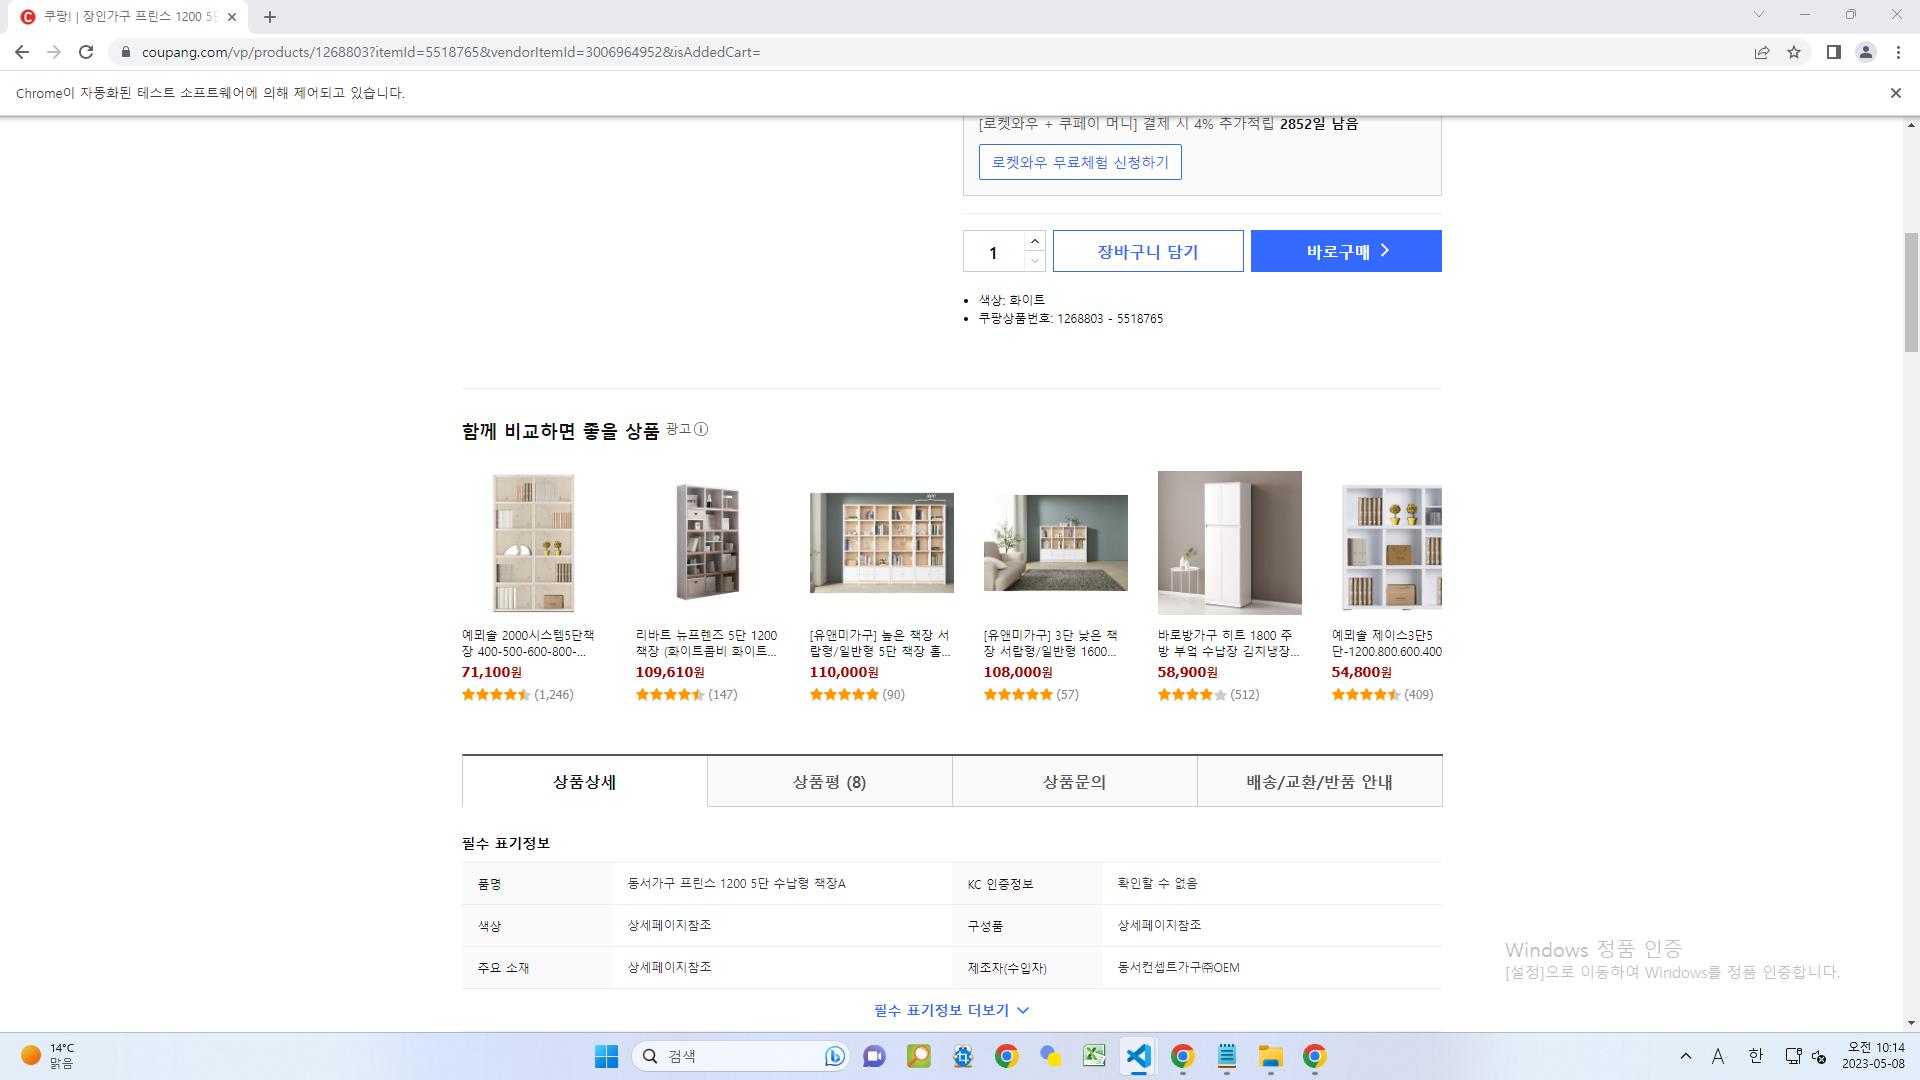 쿠팡! | 장인가구 프린스 1200 5단
coupang.com/vp/products/1268803?itemId=5518765&vendorItemId=3006964952&isAddedCart=
Chrome이 자동화된 테스트 소프트웨어에 의해 제어되고 있습니다.
[로켓와우 + 쿠페이 머니] 결제 시 4% 추가적립 2852일 남음
로켓와우 무료체험 신청하기
1
장바구니 담기
바로구매
색상: 화이트
쿠팡상품번호: 1268803 - 5518765
함께 비교하면 좋을 상품 광고
예뫼솔 2000시스템5단책
장 400-500-600-800-...
71,100원
(1,246)
리바트 뉴프렌즈 5단 1200
책장 (화이트콤비 화이트...
109,610원
(147)
[유앤미가구] 높은 책장 서
랍형/일반형 5단 책장 홈...
110,000원
(90)
[유앤미가구] 3단 낮은 책
장 서랍형/일반형 1600...
108,000원
(57)
바로방가구 히트 1800 주
방 부엌 수납장 김치냉장...
58,900원
(512)
예뫼솔 제이스3단5
단-1200.800.600.400
54,800원
(409)
상품상세
상품평 (8)
상품문의
배송/교환/반품 안내
필수 표기정보
품명 동서가구 프린스 1200 5단 수납형 책장A KC 인증정보 확인할 수 없음
색상 상세페이지참조 구성품 상세페이지참조
주요 소재 상세페이지참조 제조자(수입자) 동서컨셉트가구㈜OEM
필수 표기정보 더보기
Windows 정품 인증
[설정]으로 이동하여 Windows를 정품 인증합니다.
14°C
맑음
검색
A
한
오전 10:14
2023-05-08